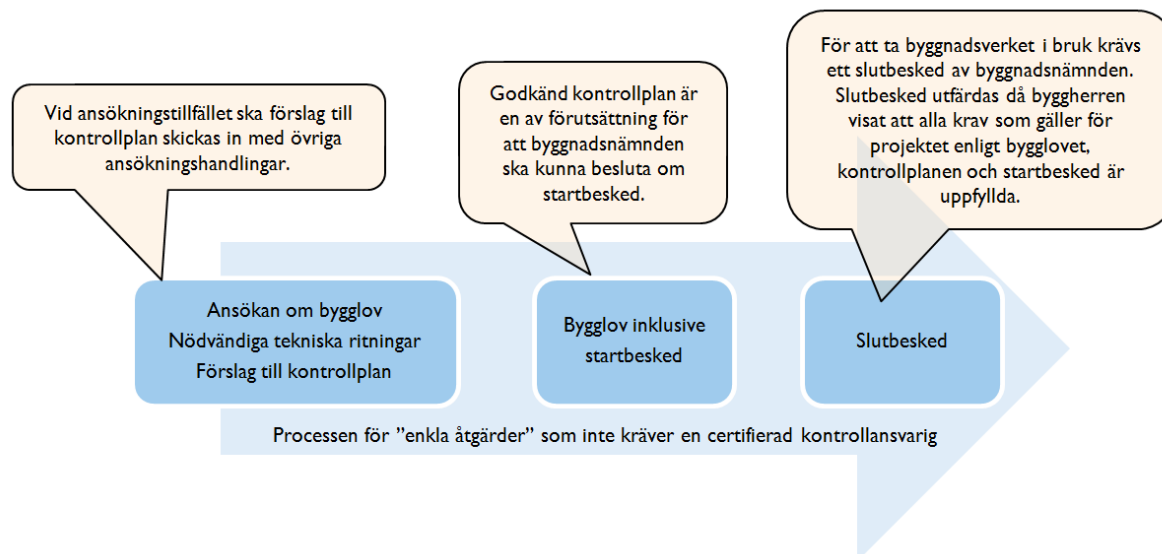 Vid ansökningstillfället ska förslag till
kontrollplan skickas in med övriga
ansökningshandlingar.
Godkänd kontrollplan är
en av förutsättning för
att byggnadsnämnden
ska kunna besluta om
startbesked.
För att ta byggnadsverket i bruk krävs
ett slutbesked av byggnadsnämnden.
Slutbesked utfärdas då byggherren
visat att alla krav som gäller för
projektet enligt bygglovet,
kontrollplanen och startbesked är
uppfyllda.
Ansökan om bygglov
Nödvändiga tekniska ritningar
Förslag till kontrollplan
Bygglov inklusive
startbesked
Slutbesked
Processen för ”enkla åtgärder” som inte kräver en certifierad kontrollansvarig